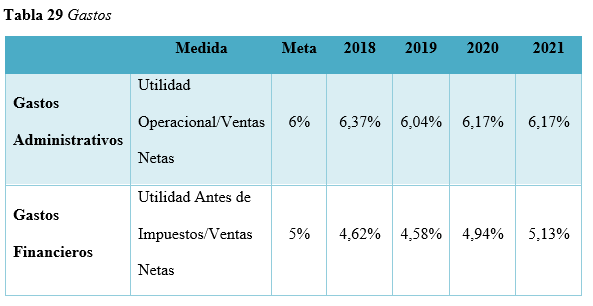 Tabla 29 Gastos
Medida Meta 2018 2019 2020 2021
Gastos
Administrativos
Utilidad
Operacional/Ventas
Netas
6% 6,37% 6,04% 6,17% 6,17%
Gastos
Financieros
Utilidad Antes de
Impuestos/Ventas
Netas
5% 4,62% 4,58% 4,94% 5,13%